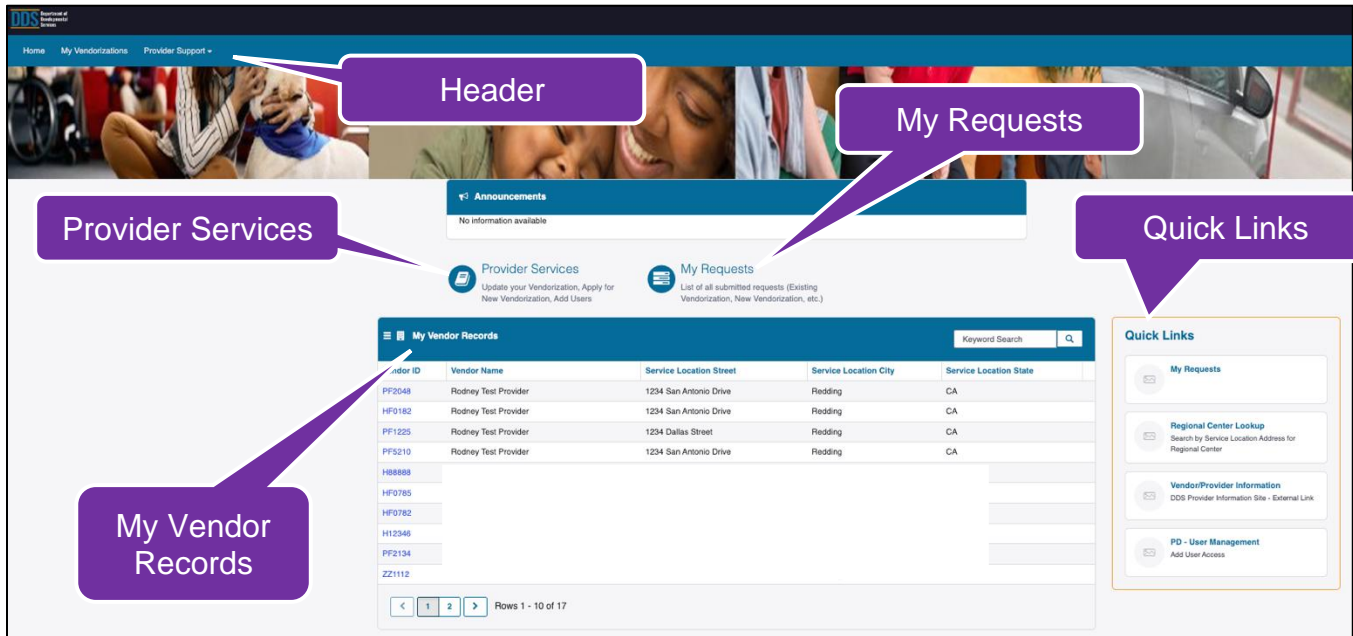 DDS Department of
Developmental
Services
Home My Vendorizations Provider Support
Header
My Requests
Announcements
No information available
Provider Services
Quick Links
Provider Services
Update your Vendorization, Apply for
New Vendorization, Add Users
My Requests
List of all submitted requests (Existing
Vendorization, New Vendorization, etc.)
My Vendor Records
Keyword Search
Vendor ID Vendor Name Service Location Street Service Location City Service Location State
PF2048 Rodney Test Provider 1234 San Antonio Drive Redding CA
HF0182 Rodney Test Provider 1234 San Antonio Drive Redding CA
PF1225 Rodney Test Provider 1234 Dallas Street Redding CA
PF5210 Rodney Test Provider 1234 San Antonio Drive Redding CA
H88888
HF0785
HF0782
H12346
PF2134
ZZ1112
1 2 Rows 1 - 10 of 17
My Vendor
Records
Quick Links
My Requests
Regional Center Lookup
Search by Service Location Address for
Regional Center
Vendor/Provider Information
DDS Provider Information Site - External Link
PD - User Management
Add User Access